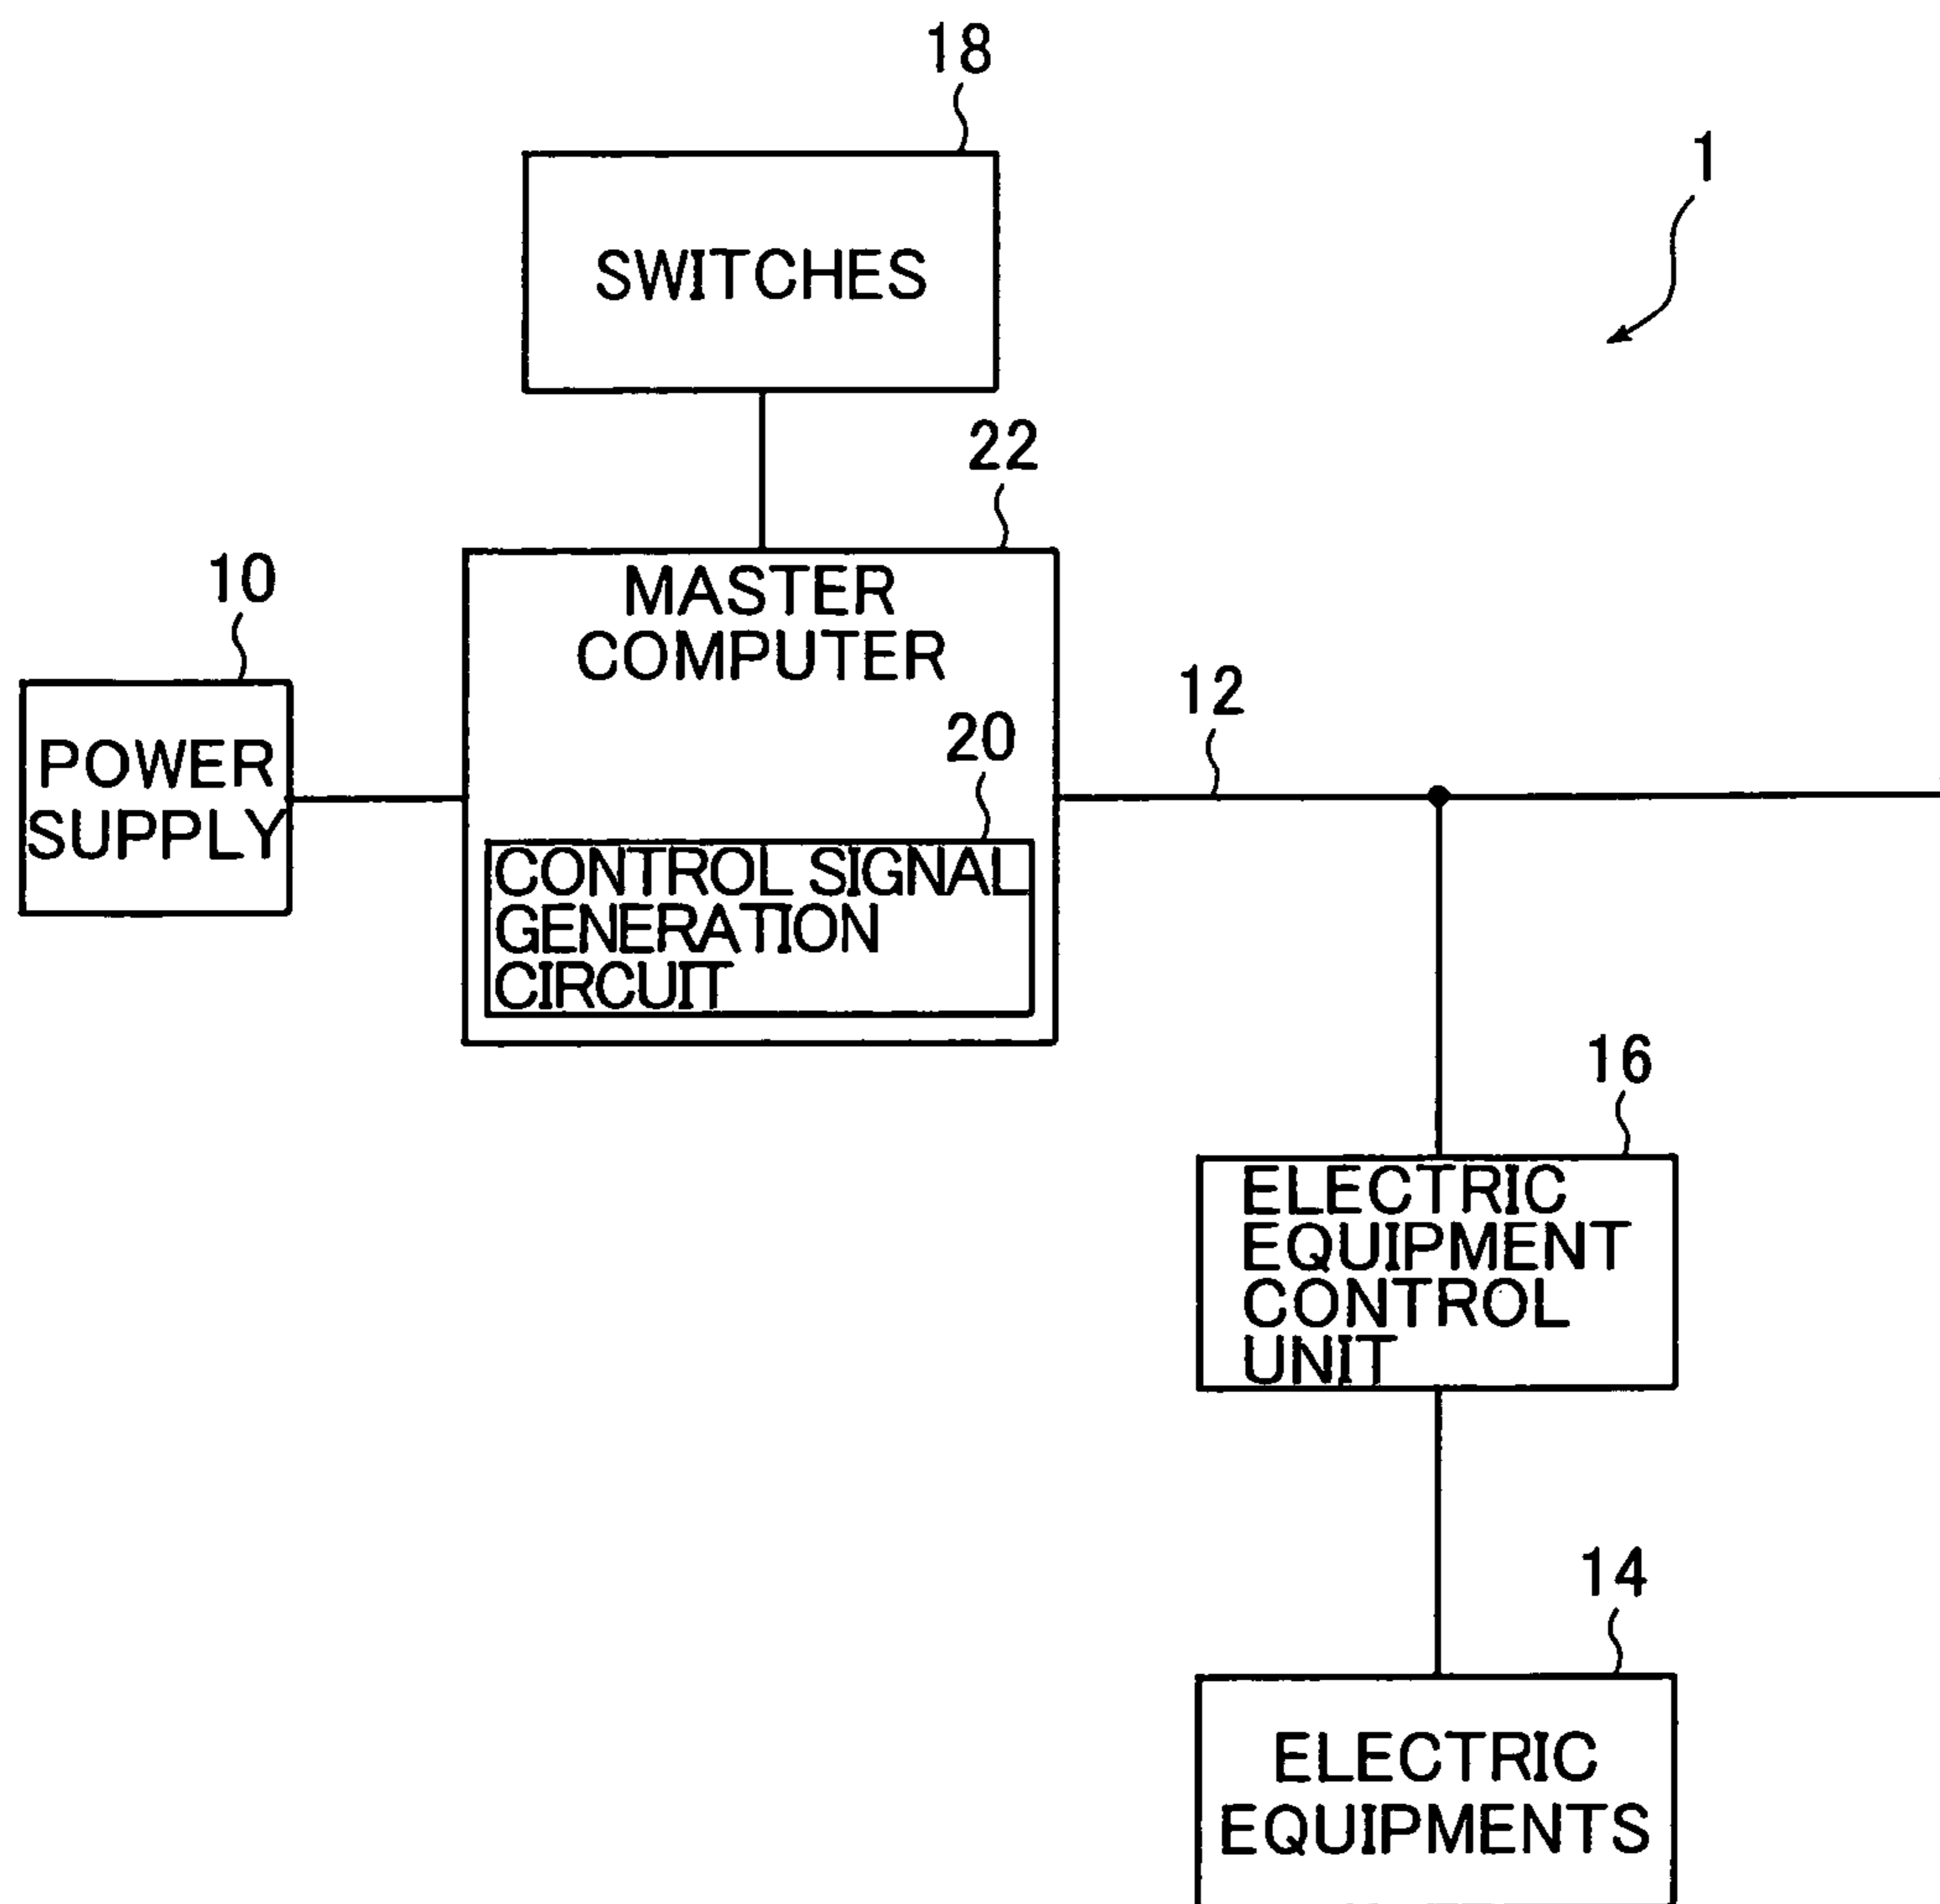 18
1
SWITCHES
22
10
MASTER
COMPUTER
12
20
POWER
SUPPLY
CONTROL SIGNAL
GENERATION
CIRCUIT
16
ELECTRIC
EQUIPMENT
CONTROL
UNIT
14
ELECTRIC
EQUIPMENTS